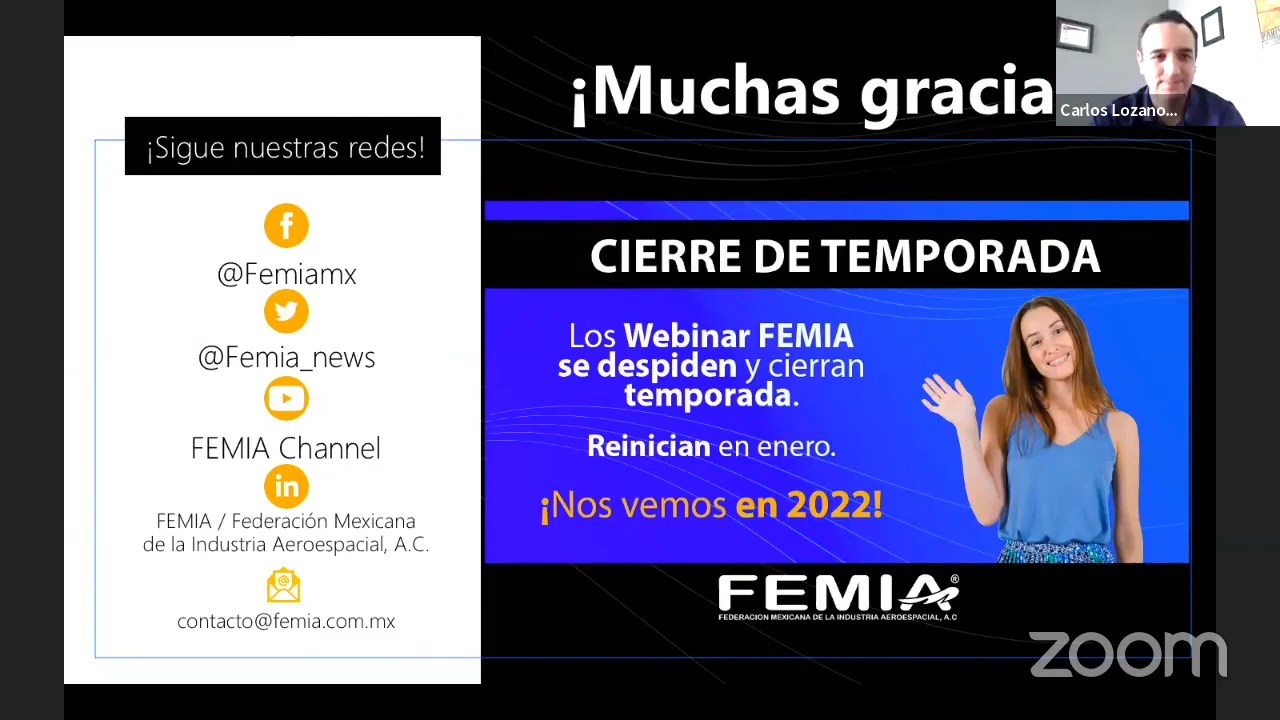 ¡Muchas gracia
Carlos Lozano...
¡Sigue nuestras redes!
@Femiamx
@Femia_news
FEMIA Channel
FEMIA / Federación Mexicana
de la Industria Aeroespacial, A.C.
contacto@femia.com.mx
CIERRE DE TEMPORADA
Los Webinar FEMIA
se despiden y cierran
temporada.
Reinician en enero.
¡Nos vemos en 2022!
FEMIA®
FEDERACION MEXICANA DE LA INDUSTRIA AEROESPACIAL, A.C
zoom